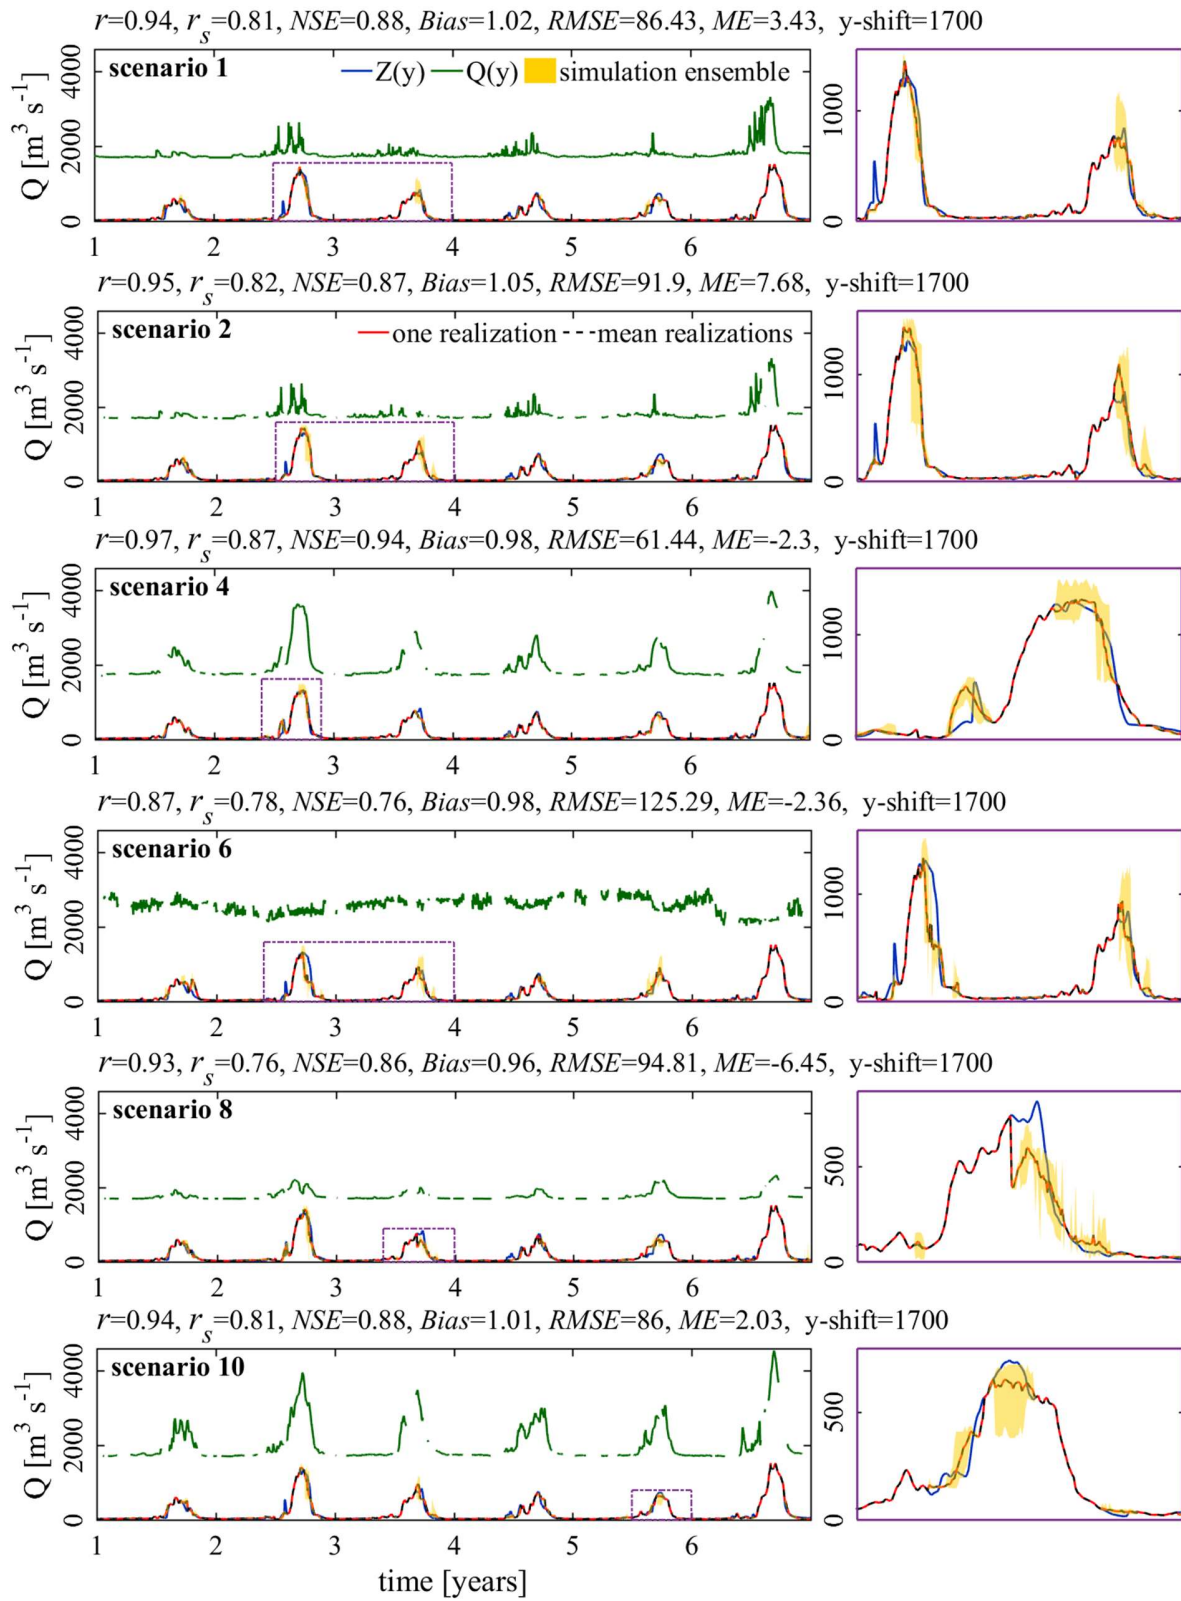 r=0.94, r_s=0.81, NSE=0.88, Bias=1.02, RMSE=86.43, ME=3.43, y-shift=1700
scenario 1
Z(y) Q(y) simulation ensemble
Q [m³ s⁻¹]
4000
2000
0
1 2 3 4 5 6
1000
0
r=0.95, r_s=0.82, NSE=0.87, Bias=1.05, RMSE=91.9, ME=7.68, y-shift=1700
scenario 2
one realization mean realizations
Q [m³ s⁻¹]
4000
2000
0
1 2 3 4 5 6
1000
0
r=0.97, r_s=0.87, NSE=0.94, Bias=0.98, RMSE=61.44, ME=-2.3, y-shift=1700
scenario 4
Q [m³ s⁻¹]
4000
2000
0
1 2 3 4 5 6
1000
0
r=0.87, r_s=0.78, NSE=0.76, Bias=0.98, RMSE=125.29, ME=-2.36, y-shift=1700
scenario 6
Q [m³ s⁻¹]
4000
2000
0
1 2 3 4 5 6
1000
0
r=0.93, r_s=0.76, NSE=0.86, Bias=0.96, RMSE=94.81, ME=-6.45, y-shift=1700
scenario 8
Q [m³ s⁻¹]
4000
2000
0
1 2 3 4 5 6
500
0
r=0.94, r_s=0.81, NSE=0.88, Bias=1.01, RMSE=86, ME=2.03, y-shift=1700
scenario 10
Q [m³ s⁻¹]
4000
2000
0
1 2 3 4 5 6
500
0
time [years]